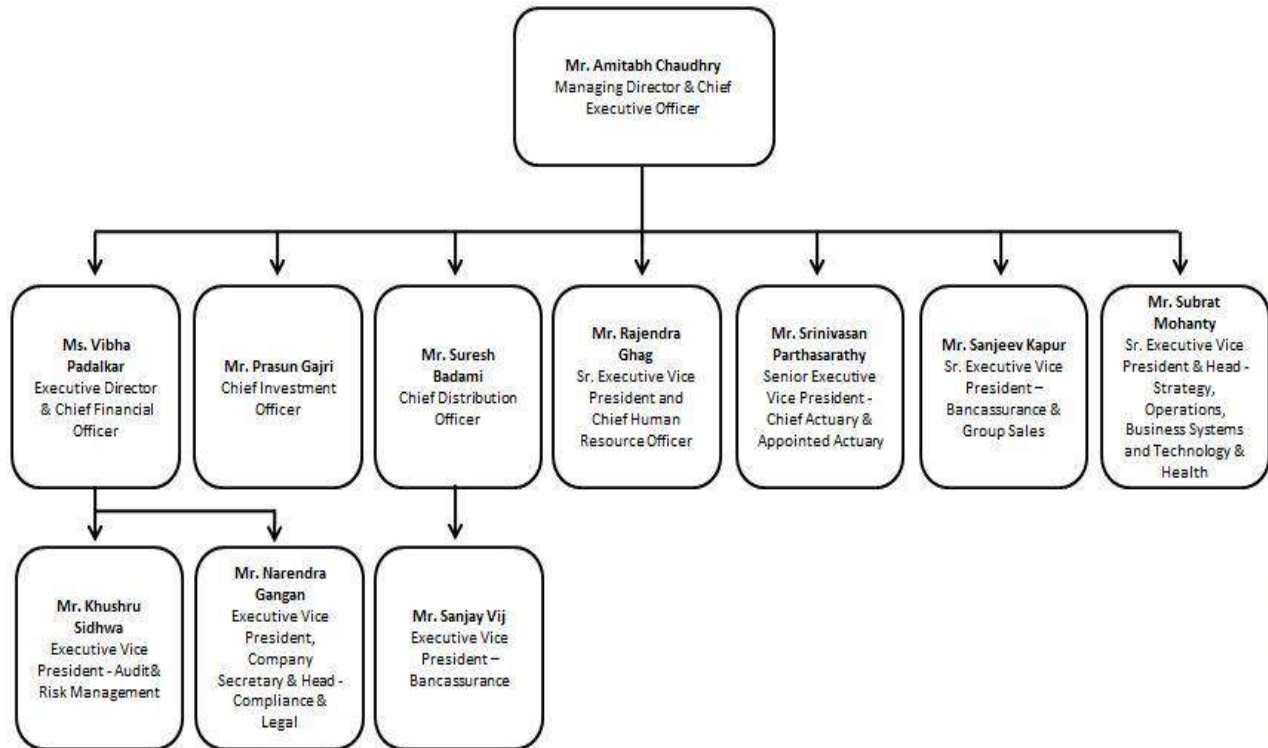 Mr. Amitabh Chaudhry
Managing Director & Chief
Executive Officer
Ms. Vibha
Padalkar
Executive Director
& Chief Financial
Officer
Mr. Prasun Gajri
Chief Investment
Officer
Mr. Suresh
Badami
Chief Distribution
Officer
Mr. Rajendra
Ghag
Sr. Executive Vice
President and
Chief Human
Resource Officer
Mr. Srinivasan
Parthasarathy
Senior Executive
Vice President -
Chief Actuary &
Appointed Actuary
Mr. Sanjeev Kapur
Sr. Executive Vice
President –
Bancassurance &
Group Sales
Mr. Subrat
Mohanty
Sr. Executive Vice
President & Head -
Strategy,
Operations,
Business Systems
and Technology &
Health
Mr. Khushru
Sidhwa
Executive Vice
President - Audit&
Risk Management
Mr. Narendra
Gangan
Executive Vice
President,
Company
Secretary & Head -
Compliance &
Legal
Mr. Sanjay Vij
Executive Vice
President –
Bancassurance